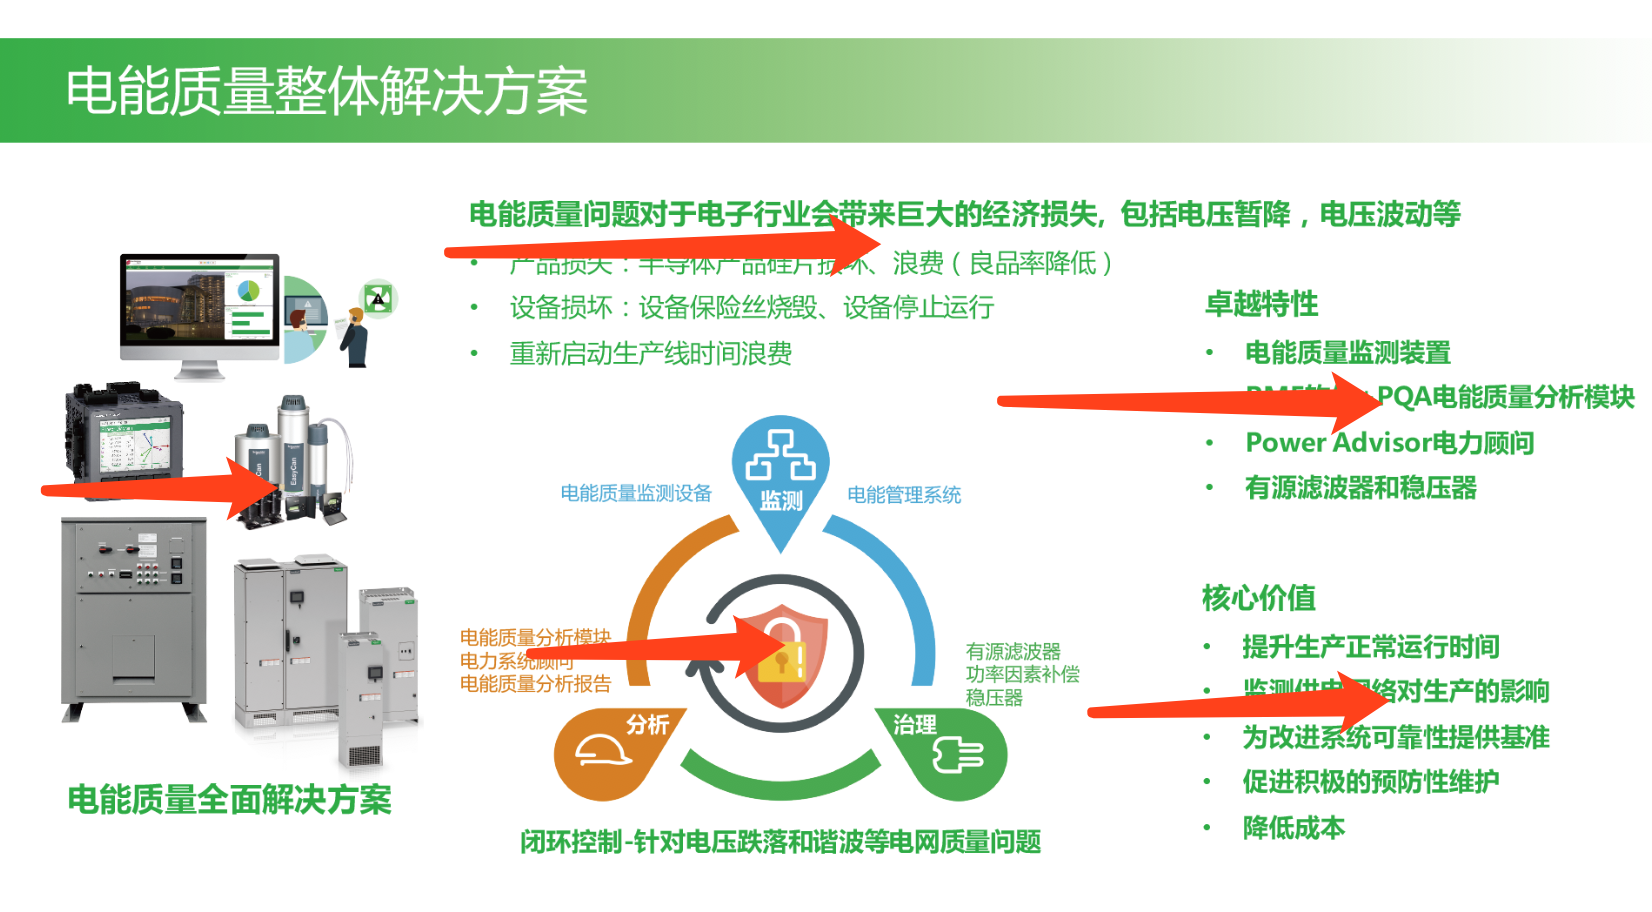 电能质量整体解决方案
电能质量问题对于电子行业会带来巨大的经济损失, 包括电压暂降，电压波动等
• 产品损失：半导体产品硅片损坏、浪费（良品率降低）
• 设备损坏：设备保险丝烧毁、设备停止运行
• 重新启动生产线时间浪费
卓越特性
• 电能质量监测装置
PQA电能质量分析模块
• Power Advisor电力顾问
• 有源滤波器和稳压器
电能质量监测设备
监测
电能管理系统
电能质量分析模块
电力系统顾问
电能质量分析报告
有源滤波器
功率因素补偿
稳压器
分析
治理
EasyCan
核心价值
• 提升生产正常运行时间
• 监测供电网络对生产的影响
• 为改进系统可靠性提供基准
• 促进积极的预防性维护
• 降低成本
电能质量全面解决方案
闭环控制-针对电压跌落和谐波等电网质量问题